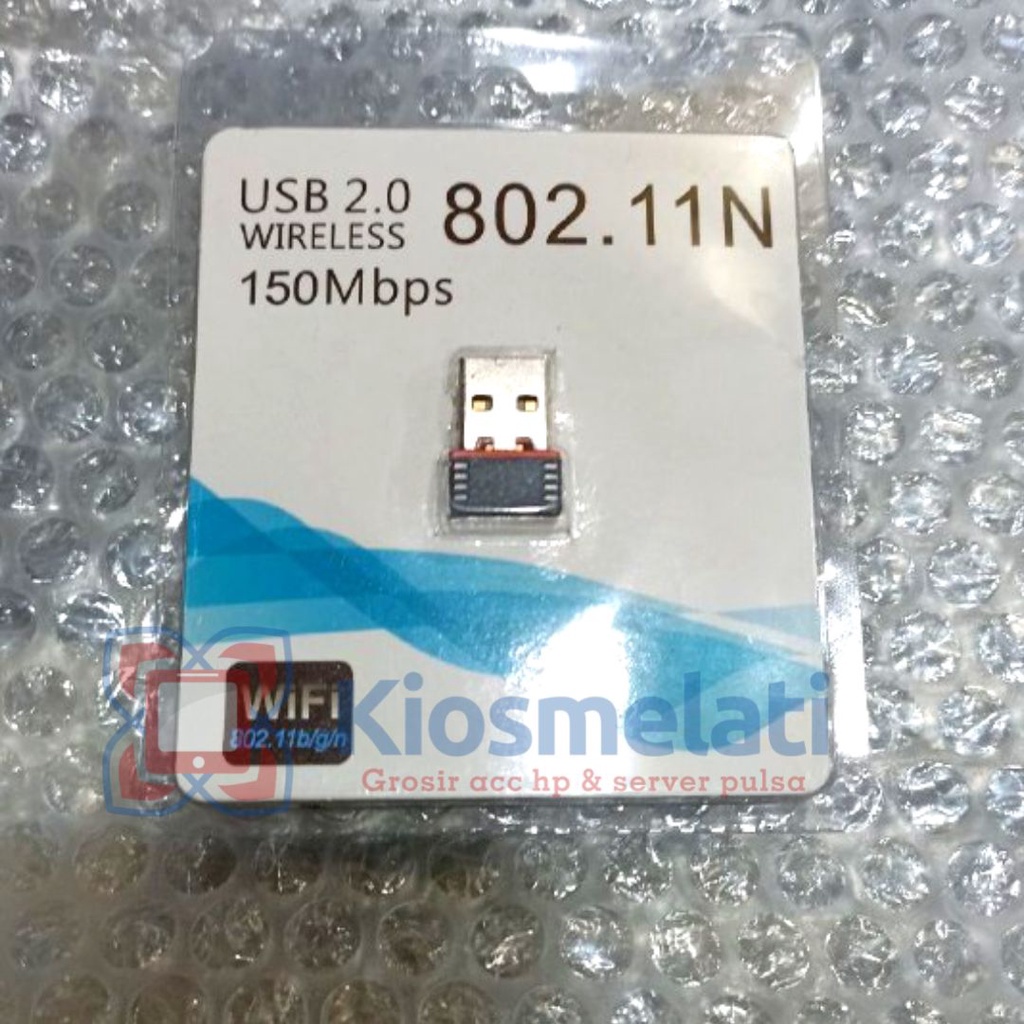 USB 2.0 802.11N
WIRELESS
150Mbps
WiFi
802.11b/g/n
Kiosmelati
Grosir acc hp & server pulsa